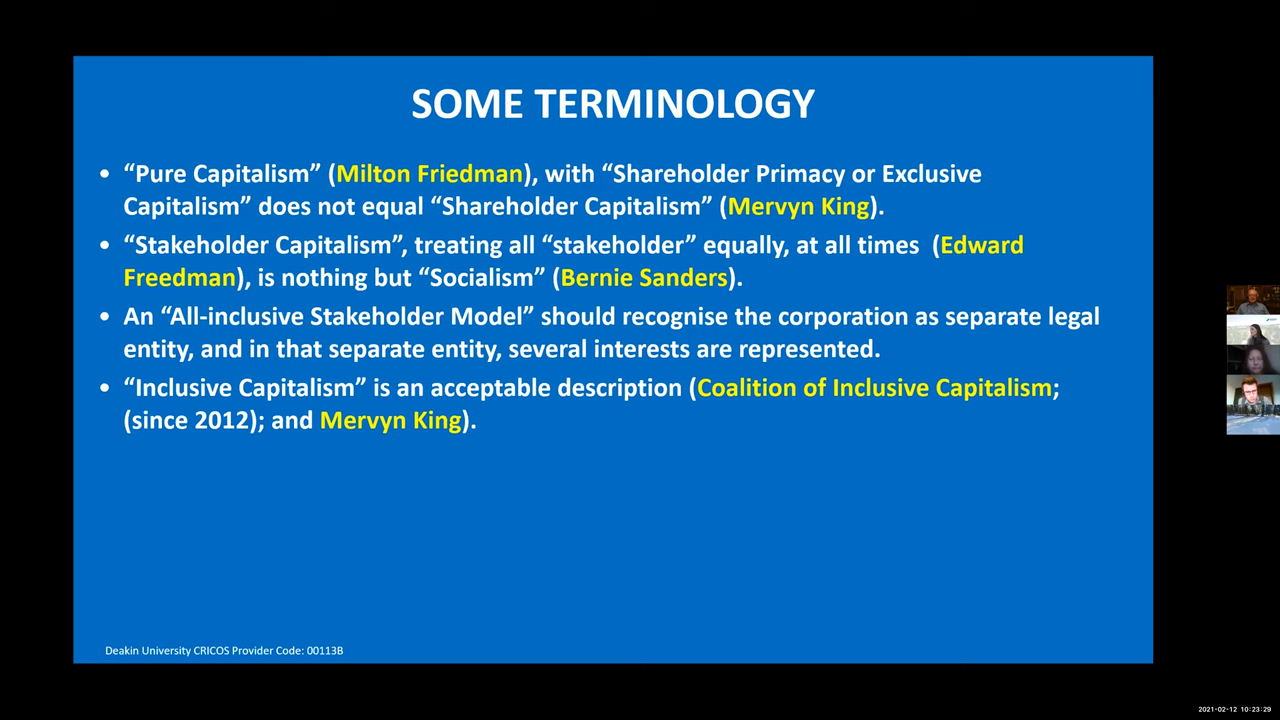 SOME TERMINOLOGY
• “Pure Capitalism” (Milton Friedman), with “Shareholder Primacy or Exclusive
Capitalism” does not equal “Shareholder Capitalism” (Mervyn King).
• “Stakeholder Capitalism”, treating all “stakeholder” equally, at all times (Edward
Freedman), is nothing but “Socialism” (Bernie Sanders).
• An “All-inclusive Stakeholder Model” should recognise the corporation as separate legal
entity, and in that separate entity, several interests are represented.
• “Inclusive Capitalism” is an acceptable description (Coalition of Inclusive Capitalism;
(since 2012); and Mervyn King).
Deakin University CRICOS Provider Code: 00113B
2021-02-12 10:23:29